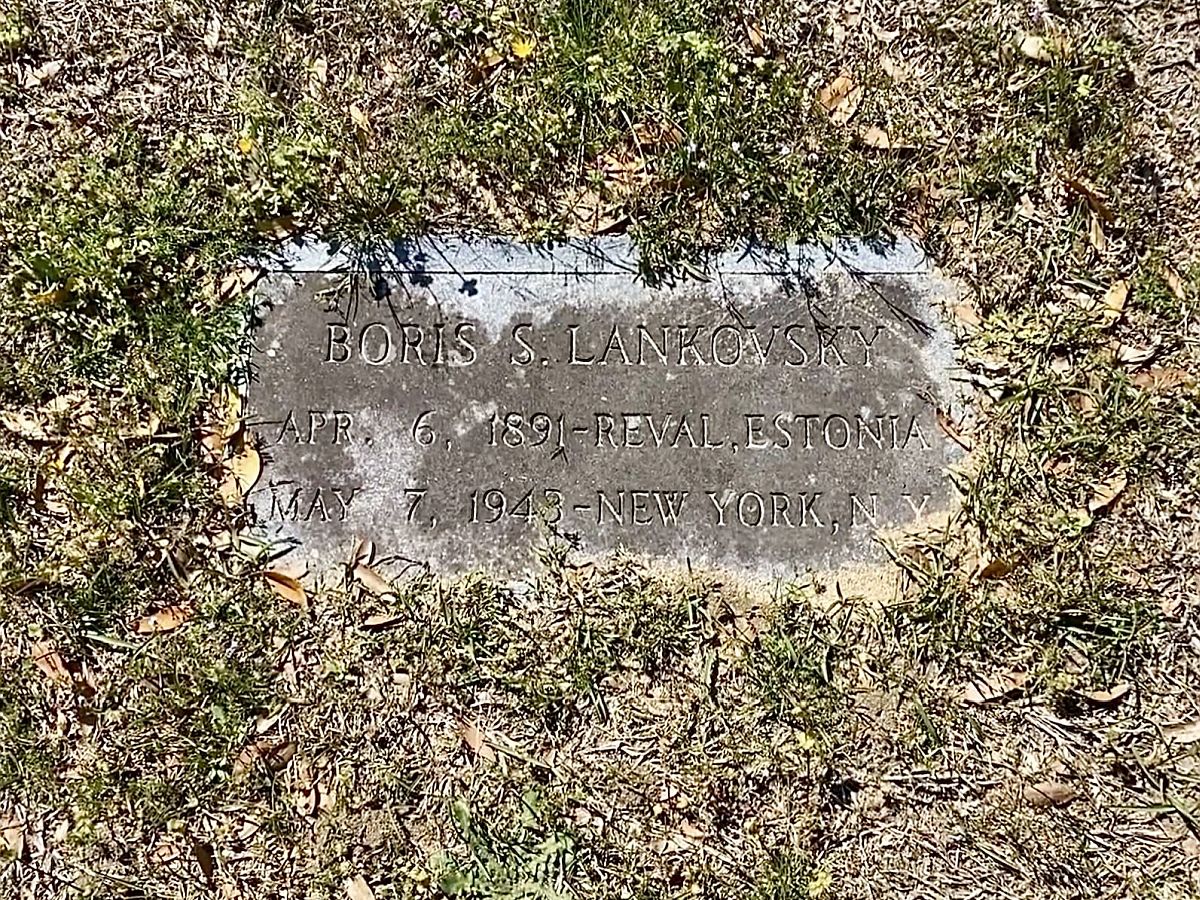 BORIS S. LANKOVSKY
APR. 6, 1891-REVAL, ESTONIA
MAY 7, 1943-NEW YORK, N.Y.